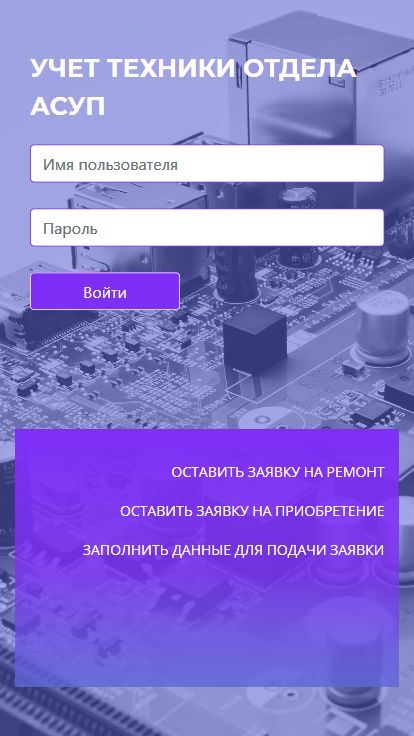 УЧЕТ ТЕХНИКИ ОТДЕЛА
АСУП
Имя пользователя
Пароль
Войти
ОСТАВИТЬ ЗАЯВКУ НА РЕМОНТ
ОСТАВИТЬ ЗАЯВКУ НА ПРИОБРЕТЕНИЕ
ЗАПОЛНИТЬ ДАННЫЕ ДЛЯ ПОДАЧИ ЗАЯВКИ